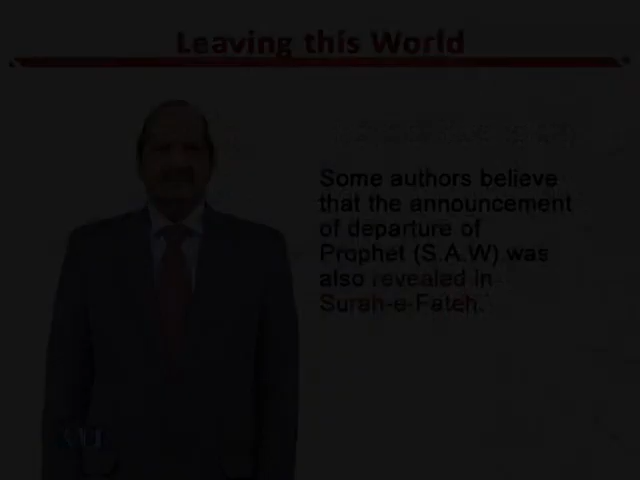 Leaving this World
Some authors believe
that the announcement
of departure of
Prophet (S.A.W) was
also revealed in
Surah-e-Fateh.